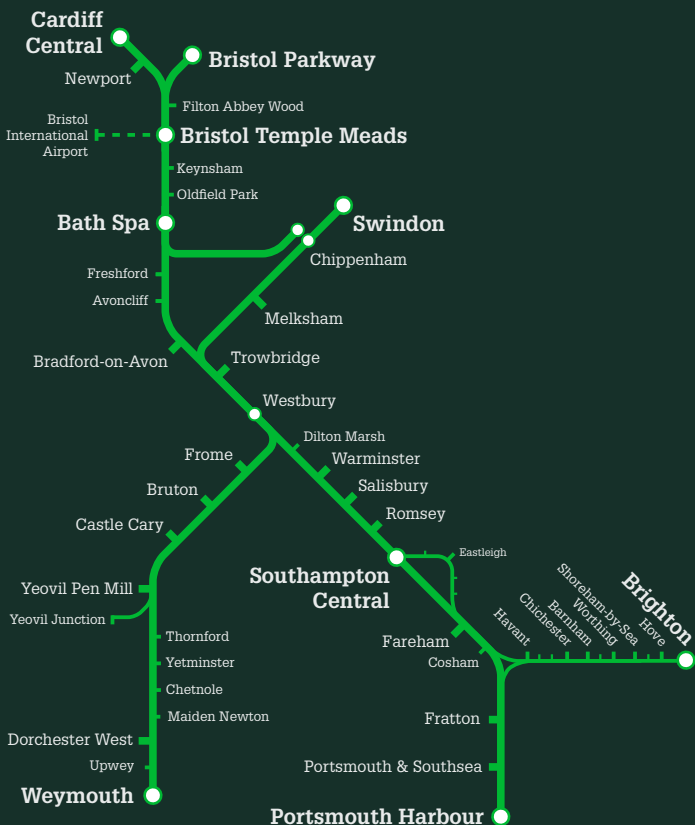 Cardiff
Central
Bristol Parkway
Newport
Filton Abbey Wood
Bristol
International
Airport
Bristol Temple Meads
Keynsham
Oldfield Park
Bath Spa
Swindon
Chippenham
Freshford
Avoncliff
Melksham
Bradford-on-Avon
Trowbridge
Westbury
Dilton Marsh
Frome
Warminster
Bruton
Salisbury
Castle Cary
Romsey
Eastleigh
Southampton
Central
Yeovil Pen Mill
Yeovil Junction
Thornford
Yetminster
Chetnole
Maiden Newton
Dorchester West
Upwey
Weymouth
Fareham
Cosham
Havant
Chichester
Barnham
Worthing
Shoreham-by-Sea
Hove
Brighton
Fratton
Portsmouth & Southsea
Portsmouth Harbour